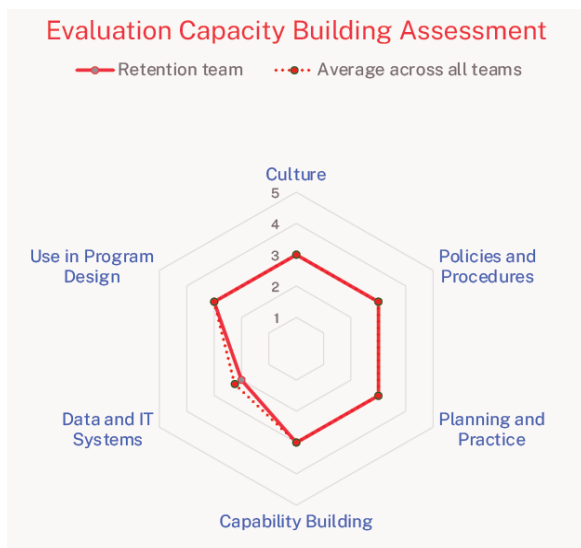 Evaluation Capacity Building Assessment
Retention team
Average across all teams
Culture
5
4
3
2
1
Use in Program
Design
Policies and
Procedures
Data and IT
Systems
Planning and
Practice
Capability Building